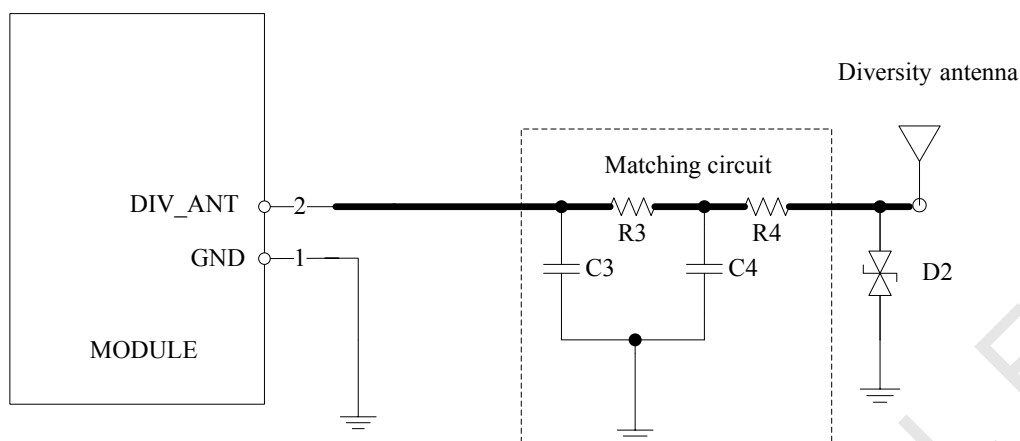 Diversity antenna
Matching circuit
DIV_ANT
2
R3
R4
GND
1
C3
C4
D2
MODULE